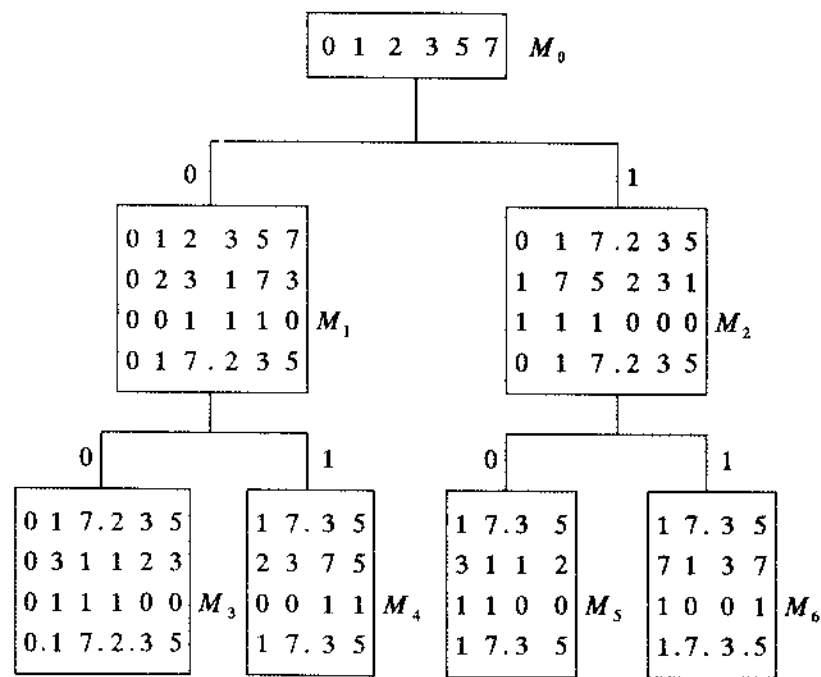 0 1 2 3 5 7 M₀
0 1
0 1 2 3 5 7
0 2 3 1 7 3
0 0 1 1 1 0 M₁
0 1 7 . 2 3 5
0 1 7 . 2 3 5
1 7 5 2 3 1
1 1 1 0 0 0 M₂
0 1 7 . 2 3 5
0 1 0 1
0 1 7 . 2 3 5
0 3 1 1 2 3
0 1 1 1 0 0 M₃
0 . 1 7 . 2 . 3 5
1 7 . 3 5
2 3 7 5
0 0 1 1 M₄
1 7 . 3 5
1 7 . 3 5
3 1 1 2
1 1 0 0 M₅
1 7 . 3 5
1 7 . 3 5
7 1 3 7
1 0 0 1 M₆
1 . 7 . 3 . 5